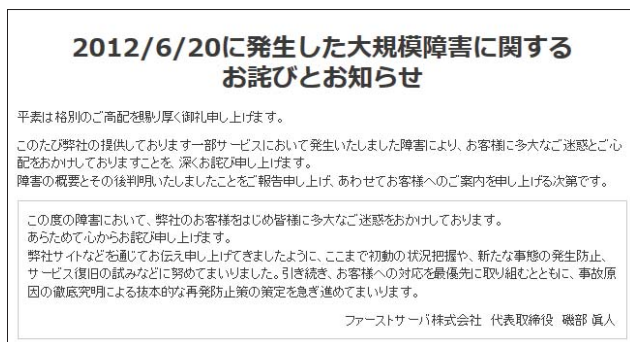 2012/6/20に発生した大規模障害に関する
お詫びとお知らせ
平素は格別のご高配を賜り厚く御礼申し上げます。
このたび弊社の提供しております一部サービスにおいて発生いたしました障害により、お客様に多大なご迷惑とご心
配をおかけしておりますことを、深くお詫び申し上げます。
障害の概要とその後判明いたしましたことをご報告申し上げ、あわせてお客様へのご案内を申し上げる次第です。
この度の障害において、弊社のお客様をはじめ皆様に多大なご迷惑をおかけしております。
あらためて心からお詫び申し上げます。
弊社サイトなどを通じてお伝え申し上げてきましたように、ここまで初動の状況把握や、新たな事態の発生防止、
サービス復旧の試みなどに努めてまいりました。引き続き、お客様への対応を最優先に取り組むとともに、事故原
因の徹底究明による抜本的な再発防止策の策定を急ぎ進めてまいります。
ファーストサーバ株式会社 代表取締役 磯部 眞人